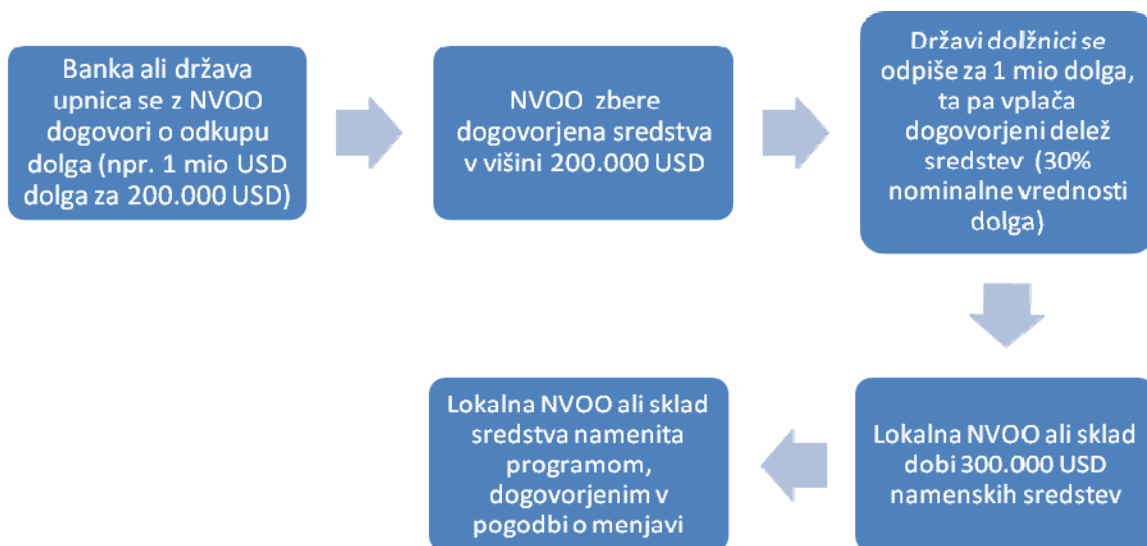 Banka ali država
upnica se z NVOO
dogovori o odkupu
dolga (npr. 1 mio USD
dolga za 200.000 USD)
NVOO zbere
dogovorjena sredstva
v višini 200.000 USD
Državi dolžnici se
odpiše za 1 mio dolga,
ta pa vplača
dogovorjeni delež
sredstev (30%
nominalne vrednosti
dolga)
Lokalna NVOO ali sklad
dobi 300.000 USD
namenskih sredstev
Lokalna NVOO ali sklad
sredstva namenita
programom,
dogovorjenim v
pogodbi o menjavi